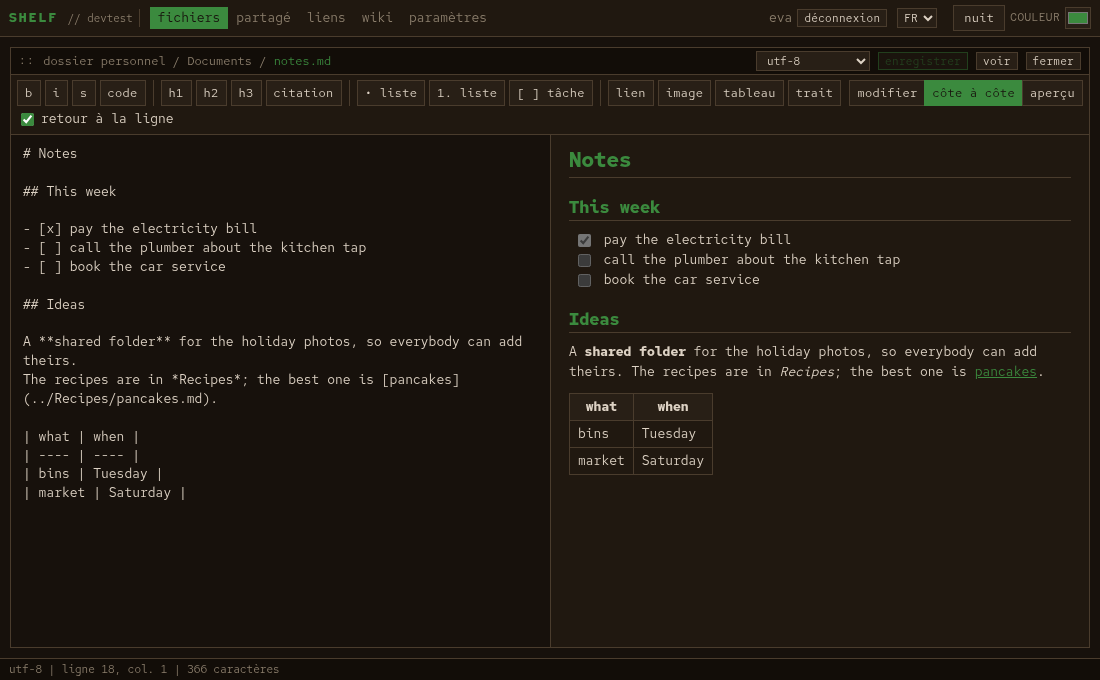 SHELF // devtest fichiers partagé liens wiki paramètres eva déconnexion FR nuit COULEUR
:: dossier personnel / Documents / notes.md utf-8 enregistrer voir fermer
b i s code h1 h2 h3 citation • liste 1. liste [ ] tâche lien image tableau trait modifier côte à côte aperçu
retour à la ligne
# Notes
## This week
- [x] pay the electricity bill
- [ ] call the plumber about the kitchen tap
- [ ] book the car service
## Ideas
A **shared folder** for the holiday photos, so everybody can add
theirs.
The recipes are in *Recipes*; the best one is [pancakes]
(../Recipes/pancakes.md).
| what | when |
| ---- | ---- |
| bins | Tuesday |
| market | Saturday |
Notes
This week
pay the electricity bill
call the plumber about the kitchen tap
book the car service
Ideas
A shared folder for the holiday photos, so everybody can add
theirs. The recipes are in Recipes; the best one is pancakes.
what when
bins Tuesday
market Saturday
utf-8 | ligne 18, col. 1 | 366 caractères